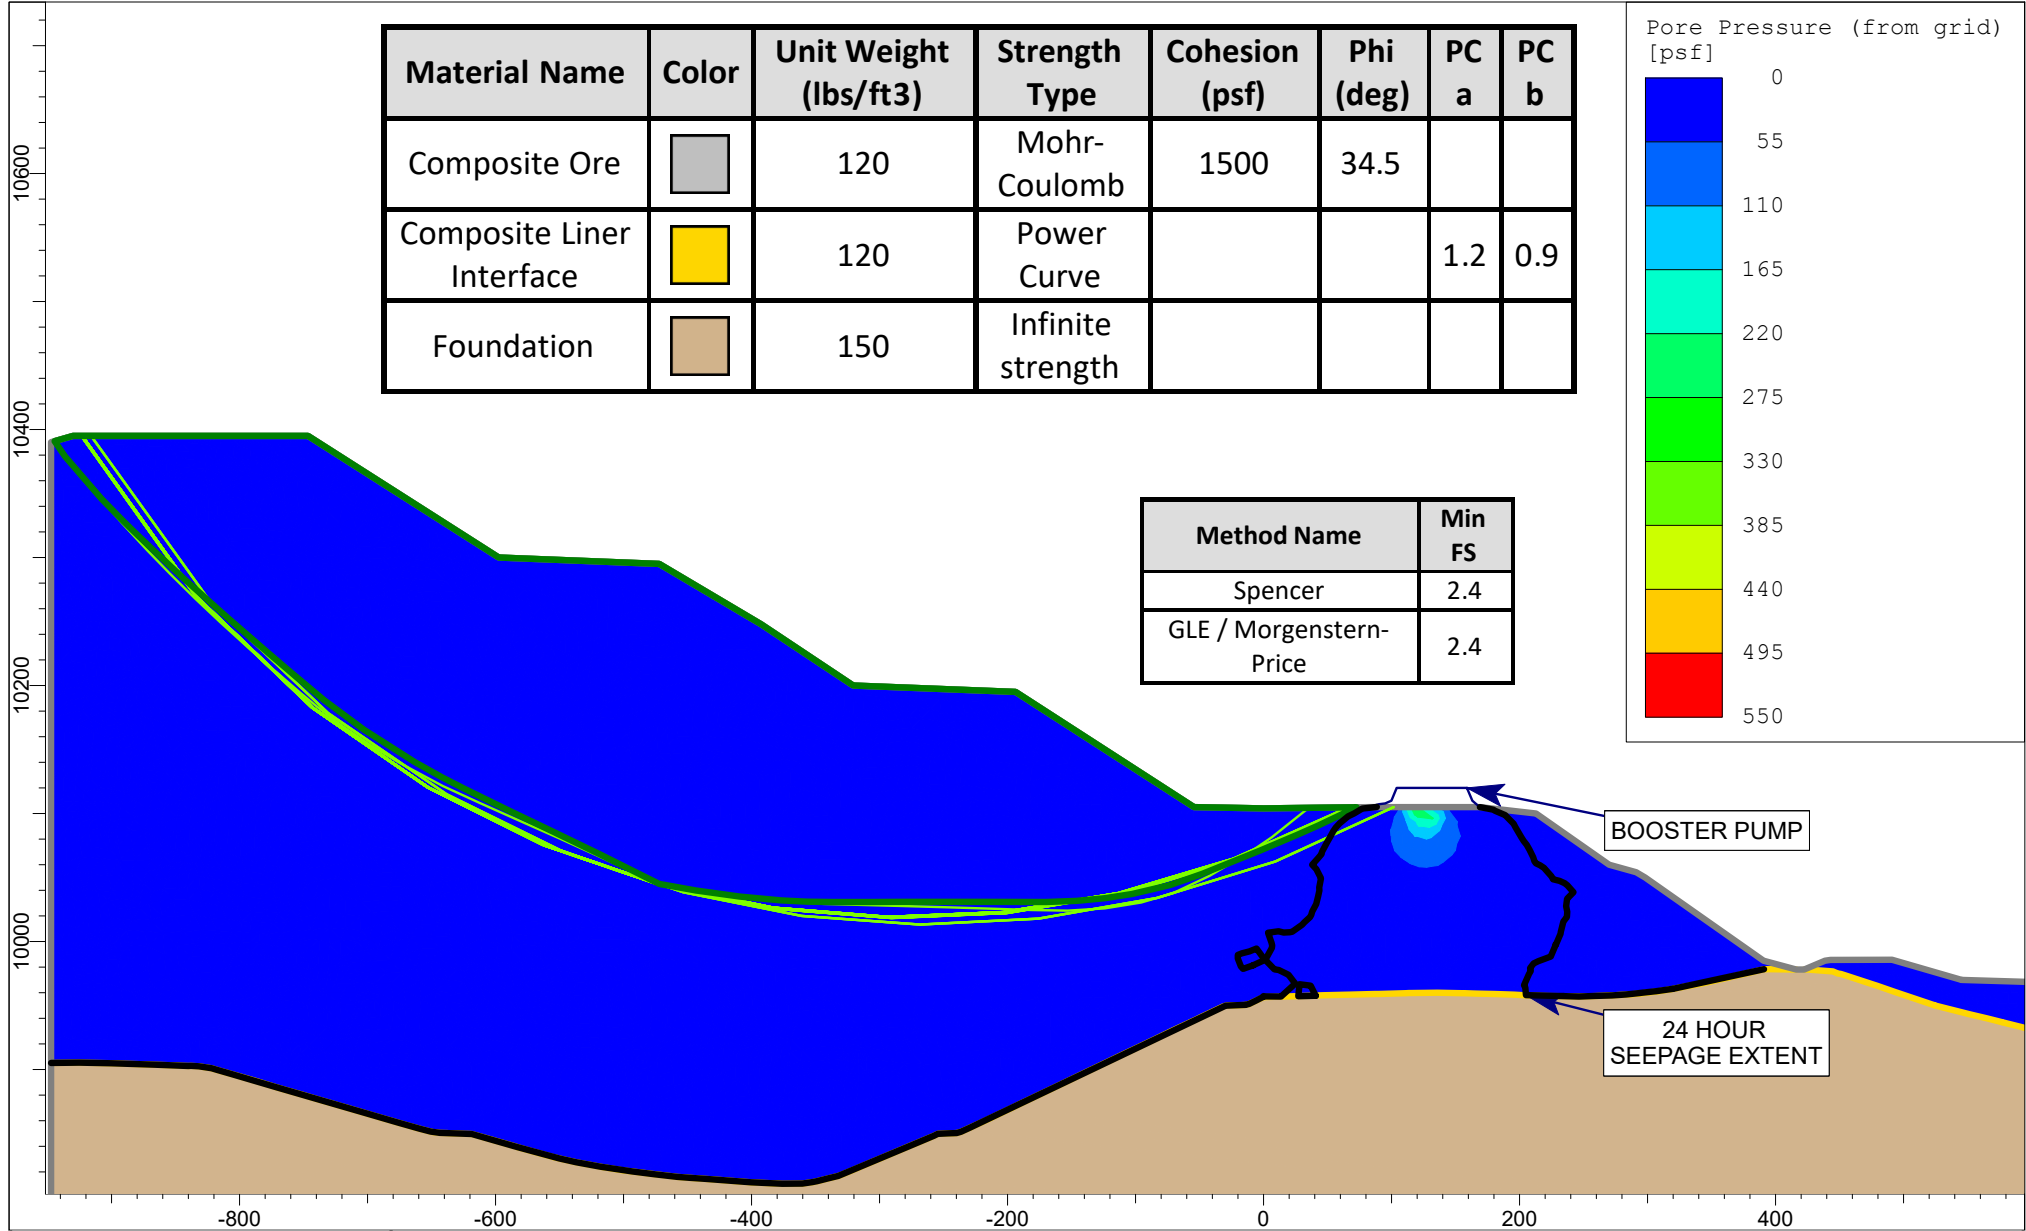 Pore Pressure (from grid)
[psf]
0
55
110
165
220
275
330
385
440
495
550
Material Name Color Unit Weight (lbs/ft3) Strength Type Cohesion (psf) Phi (deg) PC a PC b
Composite Ore 120 Mohr-Coulomb 1500 34.5
Composite Liner Interface 120 Power Curve 1.2 0.9
Foundation 150 Infinite strength
Method Name Min FS
Spencer 2.4
GLE / Morgenstern-Price 2.4
BOOSTER PUMP
24 HOUR
SEEPAGE EXTENT
10600
10400
10200
10000
-800 -600 -400 -200 0 200 400